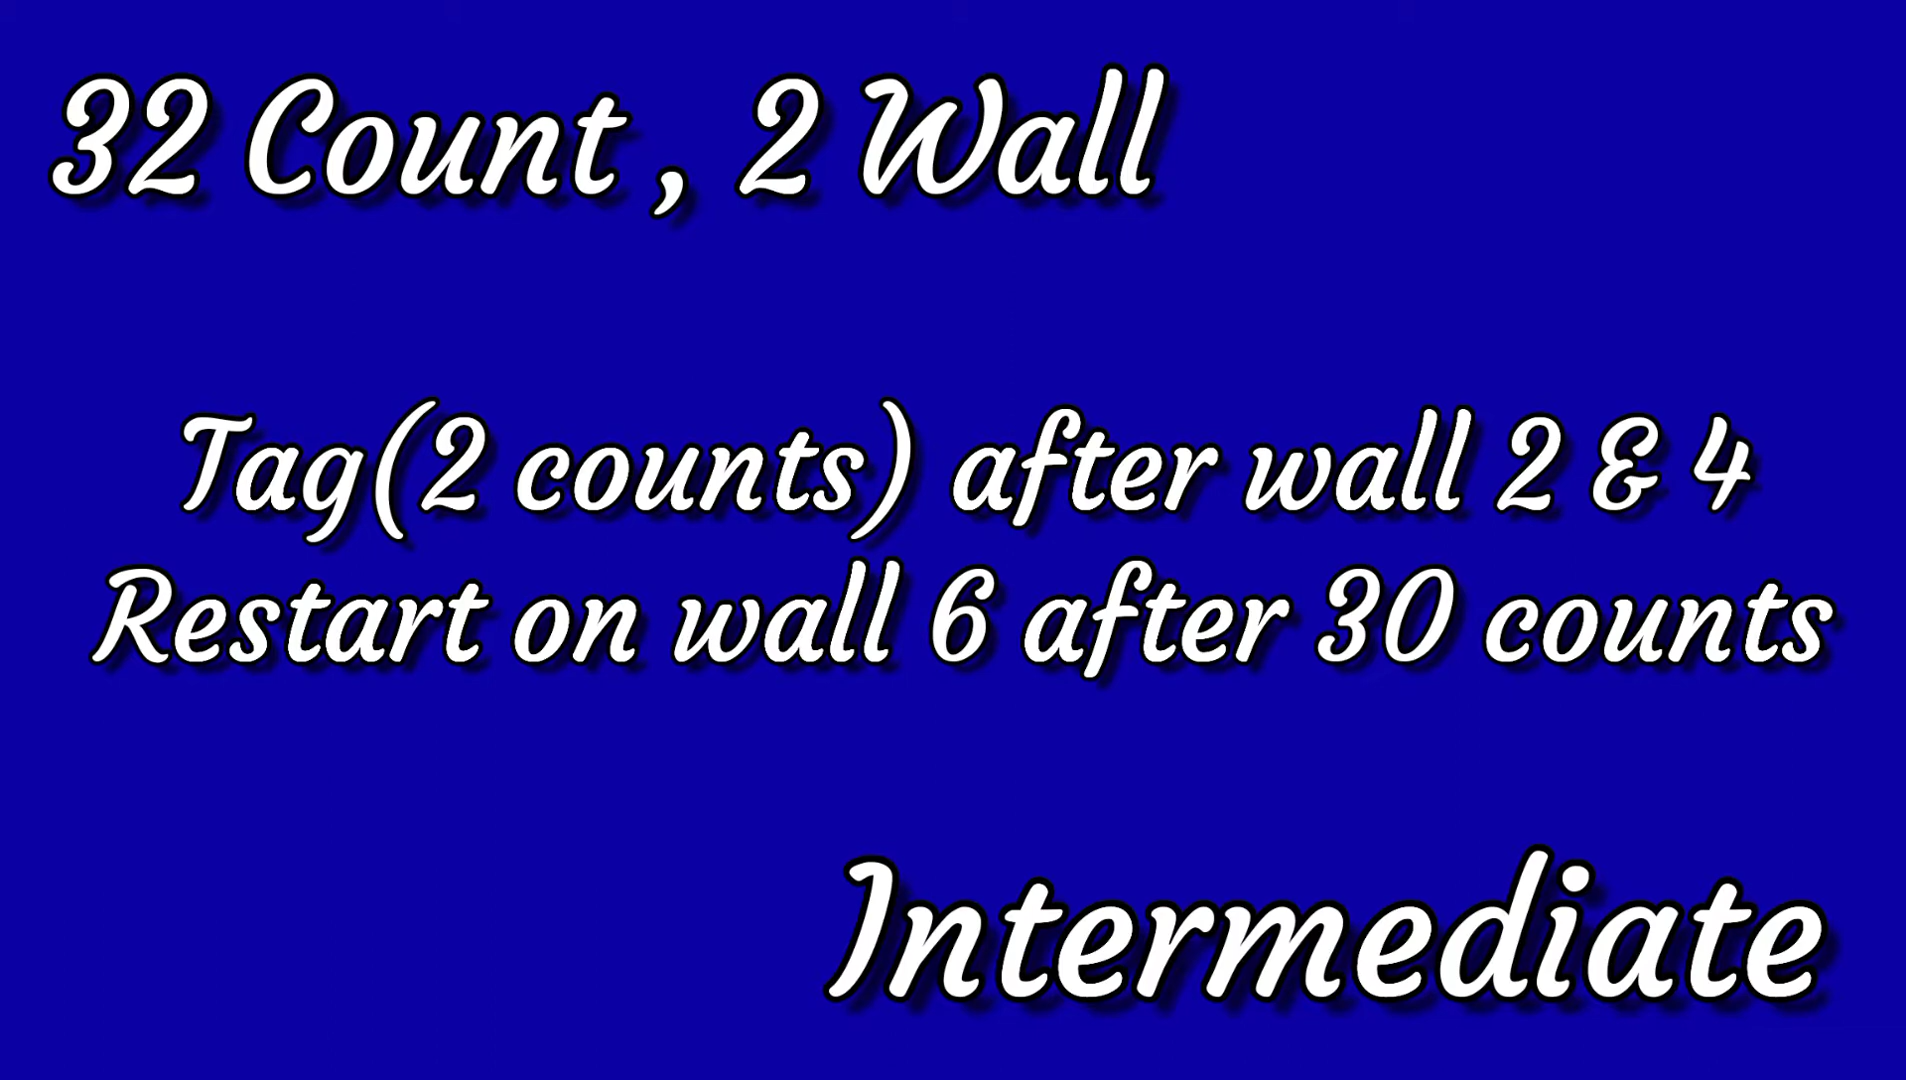 32 Count , 2 Wall
Tag(2 counts) after wall 2 & 4
Restart on wall 6 after 30 counts
Intermediate